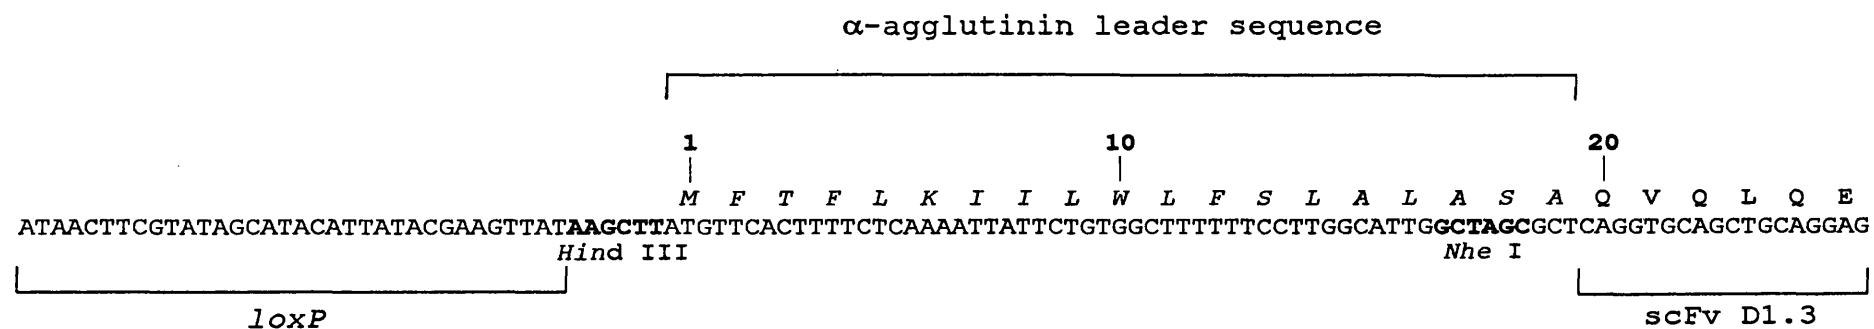 α-agglutinin leader sequence
1 10 20
M F T F L K I I L W L F S L A L A S A Q V Q L Q E
ATAACTTCGTATAGCATACATTATACGAAGTTATAAGCTTATGTTCACTTTTCTCAAAATTATTCTGTGGCTTTTTTCCTTGGCATTGGCTAGCGCTCAGGTGCAGCTGCAGGAG
Hind III Nhe I
loxP scFv D1.3